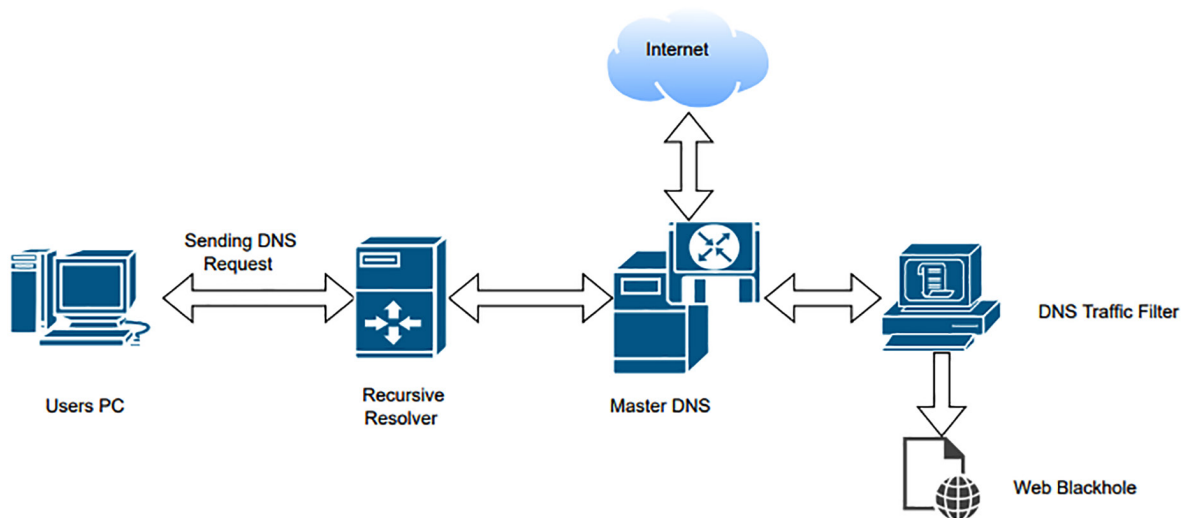 Internet
Sending DNS
Request
Users PC
Recursive
Resolver
Master DNS
DNS Traffic Filter
Web Blackhole